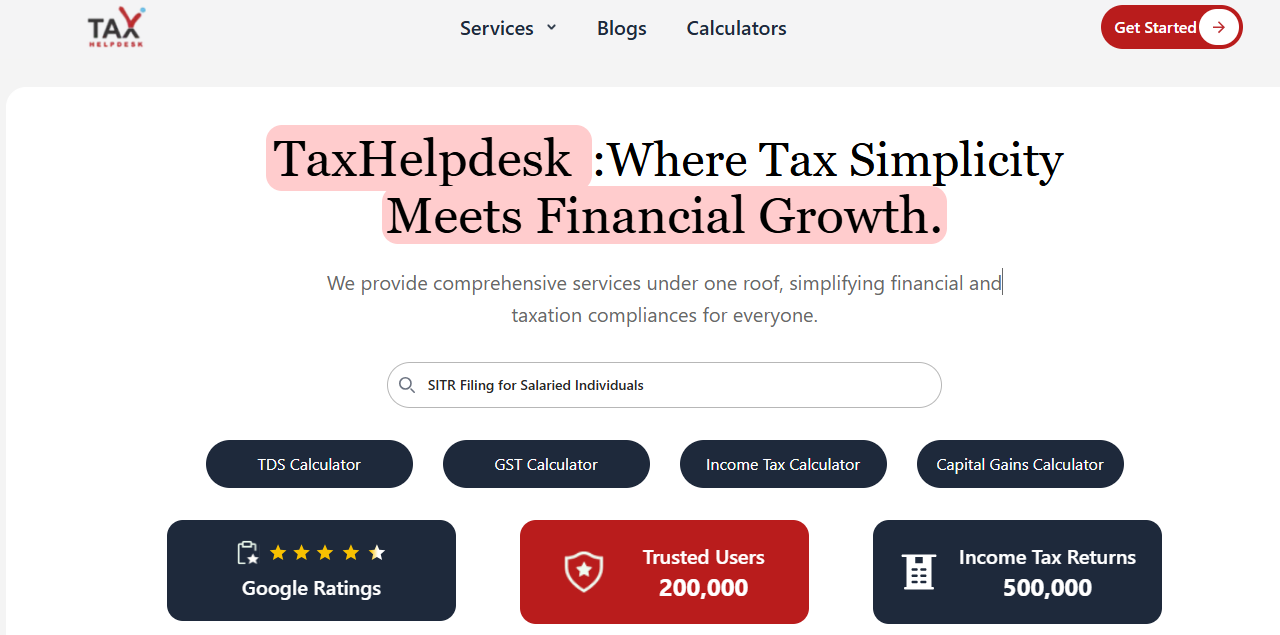 TAX
HELPDESK
Services
Blogs
Calculators
Get Started
TaxHelpdesk :Where Tax Simplicity
Meets Financial Growth.
We provide comprehensive services under one roof, simplifying financial and
taxation compliances for everyone.
SITR Filing for Salaried Individuals
TDS Calculator
GST Calculator
Income Tax Calculator
Capital Gains Calculator
Google Ratings
Trusted Users
200,000
Income Tax Returns
500,000